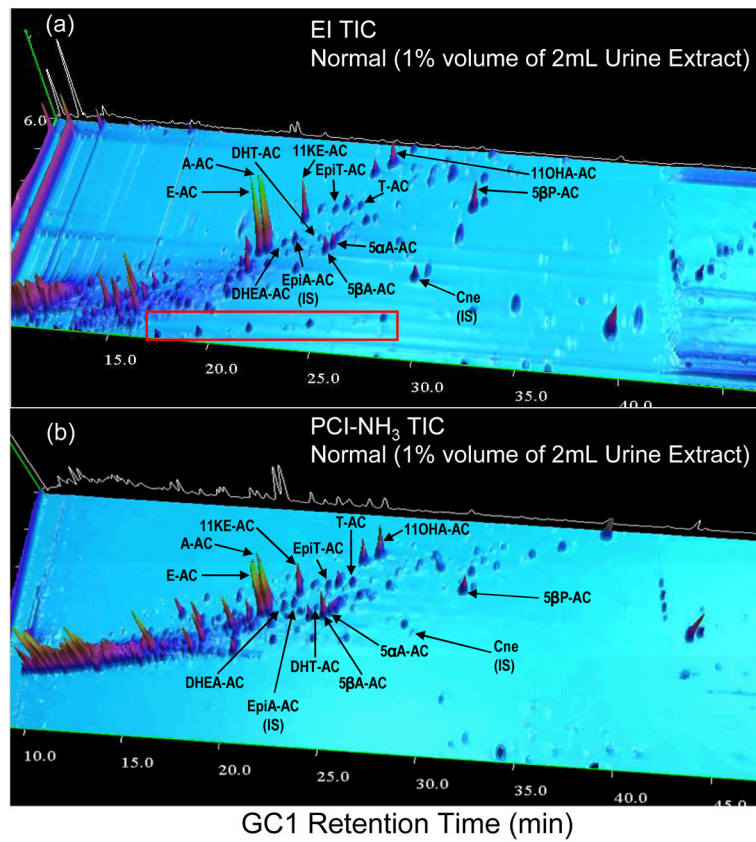 (a)
EI TIC
Normal (1% volume of 2mL Urine Extract)
6.0
DHT-AC
11KE-AC
A-AC
EpiT-AC
11OHA-AC
E-AC
T-AC
5βP-AC
5αA-AC
EpiA-AC
(IS)
DHEA-AC
5βA-AC
Cne
(IS)
15.0
20.0
25.0
30.0
35.0
40.0
(b)
PCI-NH₃ TIC
Normal (1% volume of 2mL Urine Extract)
11KE-AC
T-AC
11OHA-AC
A-AC
EpiT-AC
E-AC
5βP-AC
DHEA-AC
DHT-AC
5αA-AC
Cne
(IS)
EpiA-AC
(IS)
5βA-AC
10.0
15.0
20.0
25.0
30.0
35.0
40.0
45.0
GC1 Retention Time (min)